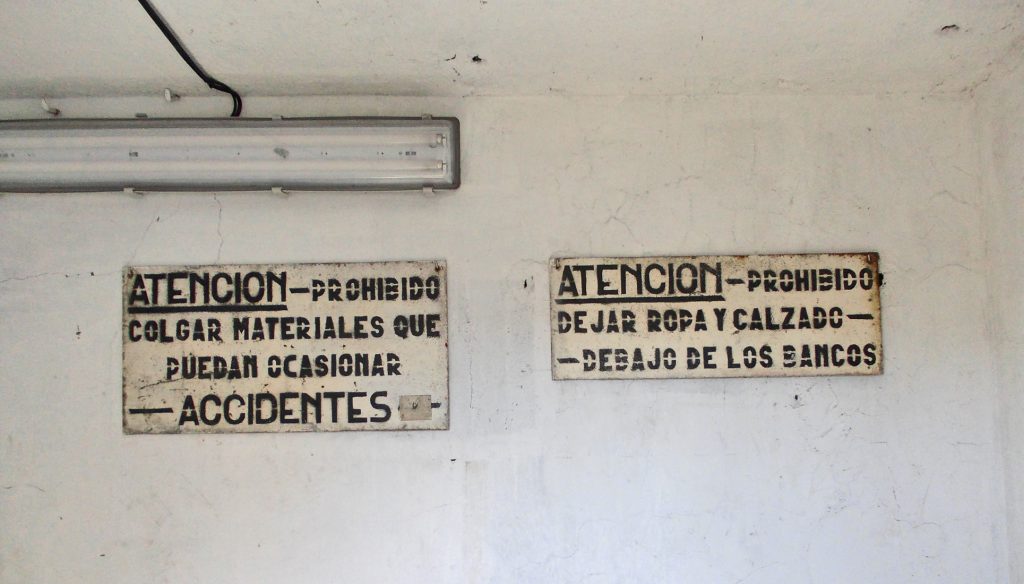 ATENCION – PROHIBIDO
COLGAR MATERIALES QUE
PUEDAN OCASIONAR
– ACCIDENTES –
ATENCION – PROHIBIDO
DEJAR ROPA Y CALZADO –
– DEBAJO DE LOS BANCOS